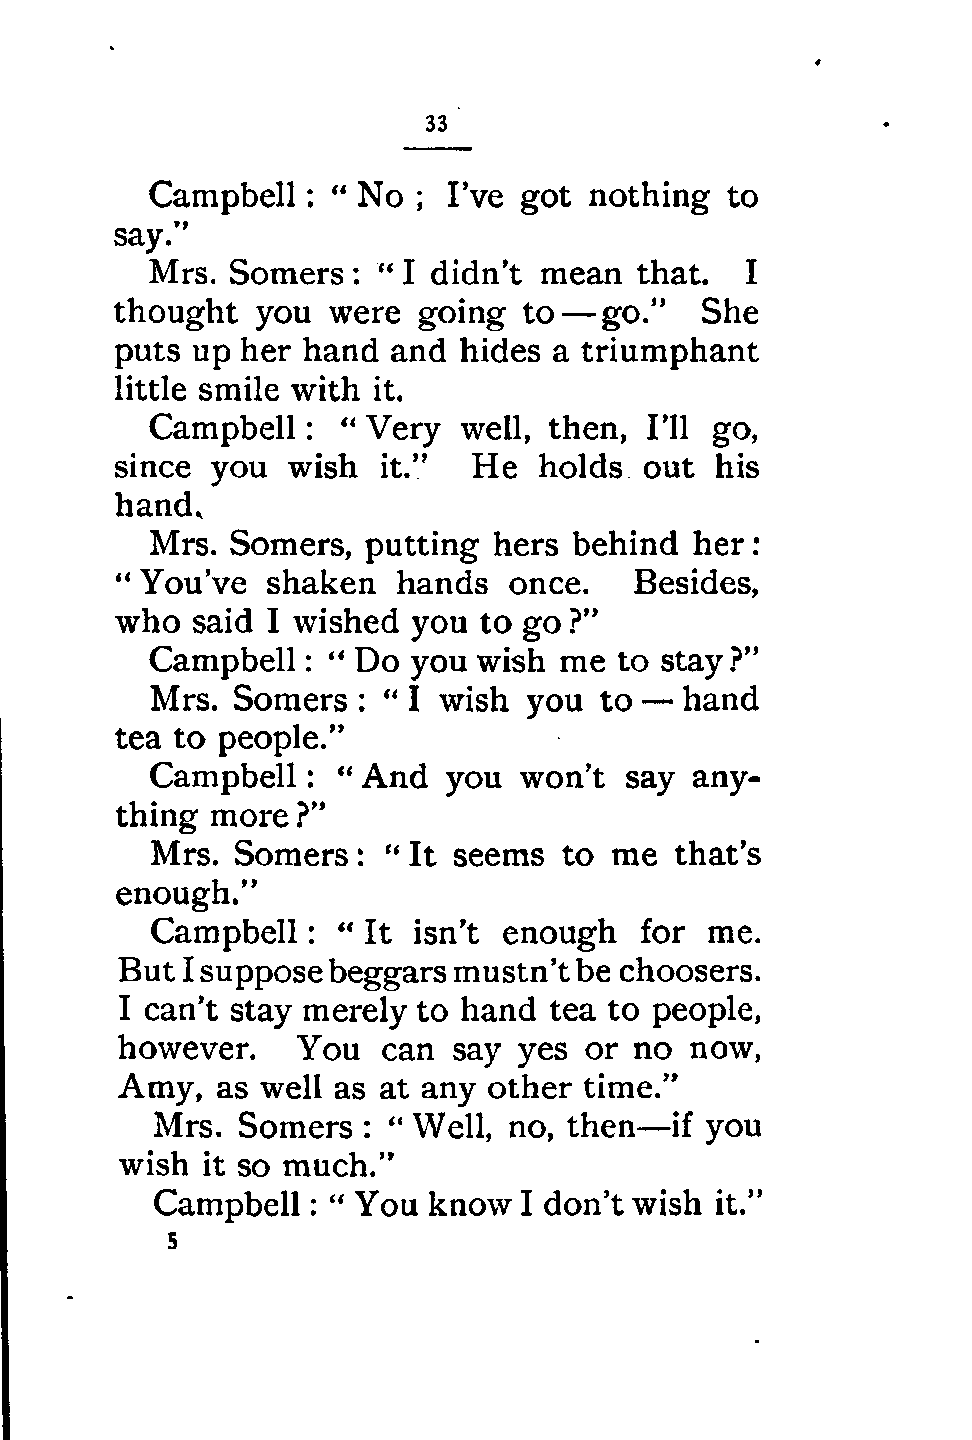 33
Campbell : “ No ; I’ve got nothing to
say.”
Mrs. Somers : “ I didn’t mean that. I
thought you were going to — go.” She
puts up her hand and hides a triumphant
little smile with it.
Campbell : “ Very well, then, I’ll go,
since you wish it.” He holds out his
hand.
Mrs. Somers, putting hers behind her :
“ You’ve shaken hands once. Besides,
who said I wished you to go ?”
Campbell : “ Do you wish me to stay ?”
Mrs. Somers : “ I wish you to — hand
tea to people.”
Campbell : “ And you won’t say any-
thing more ?”
Mrs. Somers : “ It seems to me that’s
enough.”
Campbell : “ It isn’t enough for me.
But I suppose beggars mustn’t be choosers.
I can’t stay merely to hand tea to people,
however. You can say yes or no now,
Amy, as well as at any other time.”
Mrs. Somers : “ Well, no, then—if you
wish it so much.”
Campbell : “ You know I don’t wish it.”
5